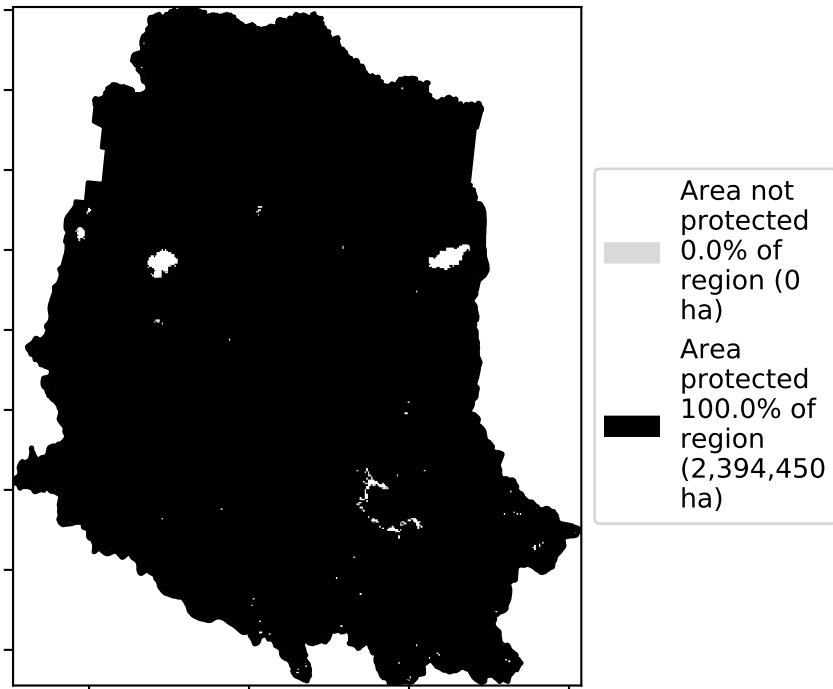 Area not
protected
0.0% of
region (0
ha)
Area
protected
100.0% of
region
(2,394,450
ha)